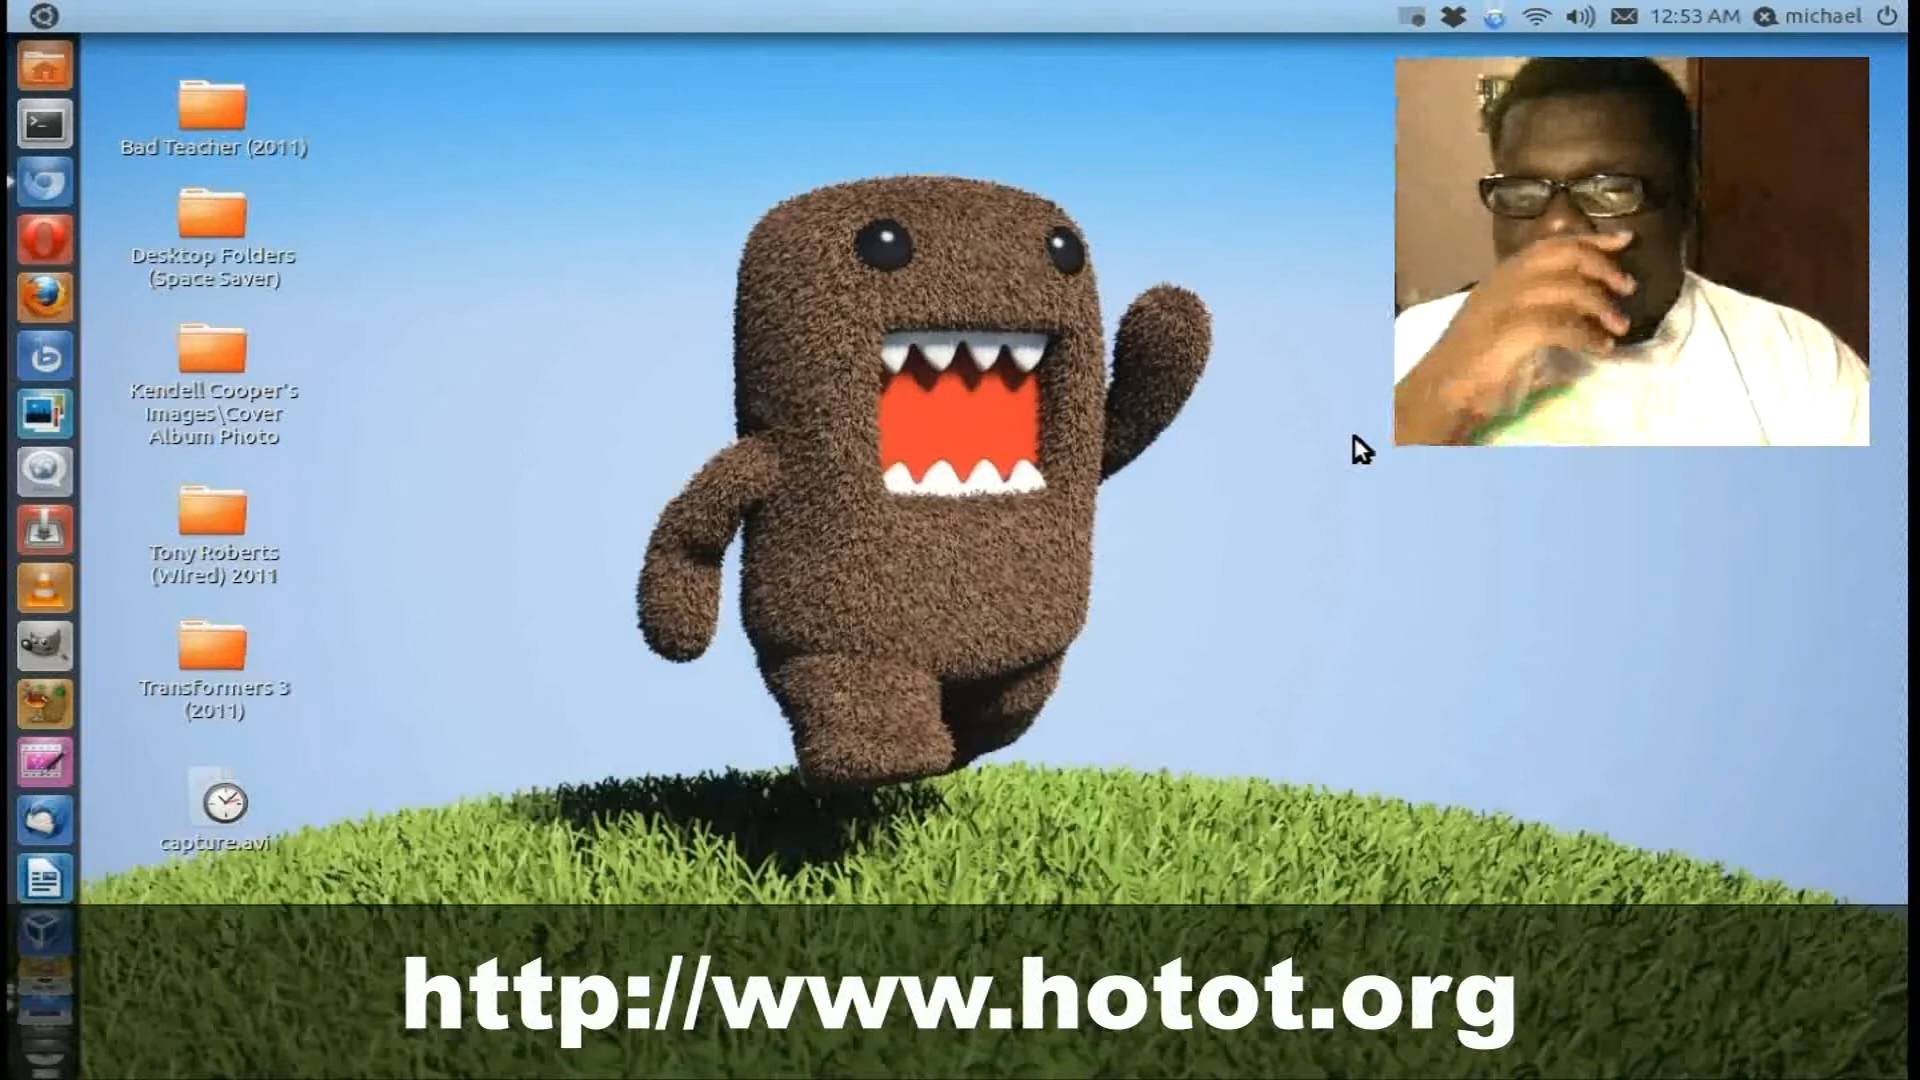 12:53 AM
michael
Bad Teacher (2011)
Desktop Folders
(Space Saver)
Kendell Cooper's
Images\Cover
Album Photo
Tony Roberts
(WIred) 2011
Transformers 3
(2011)
capture.avi
http://www.hotot.org